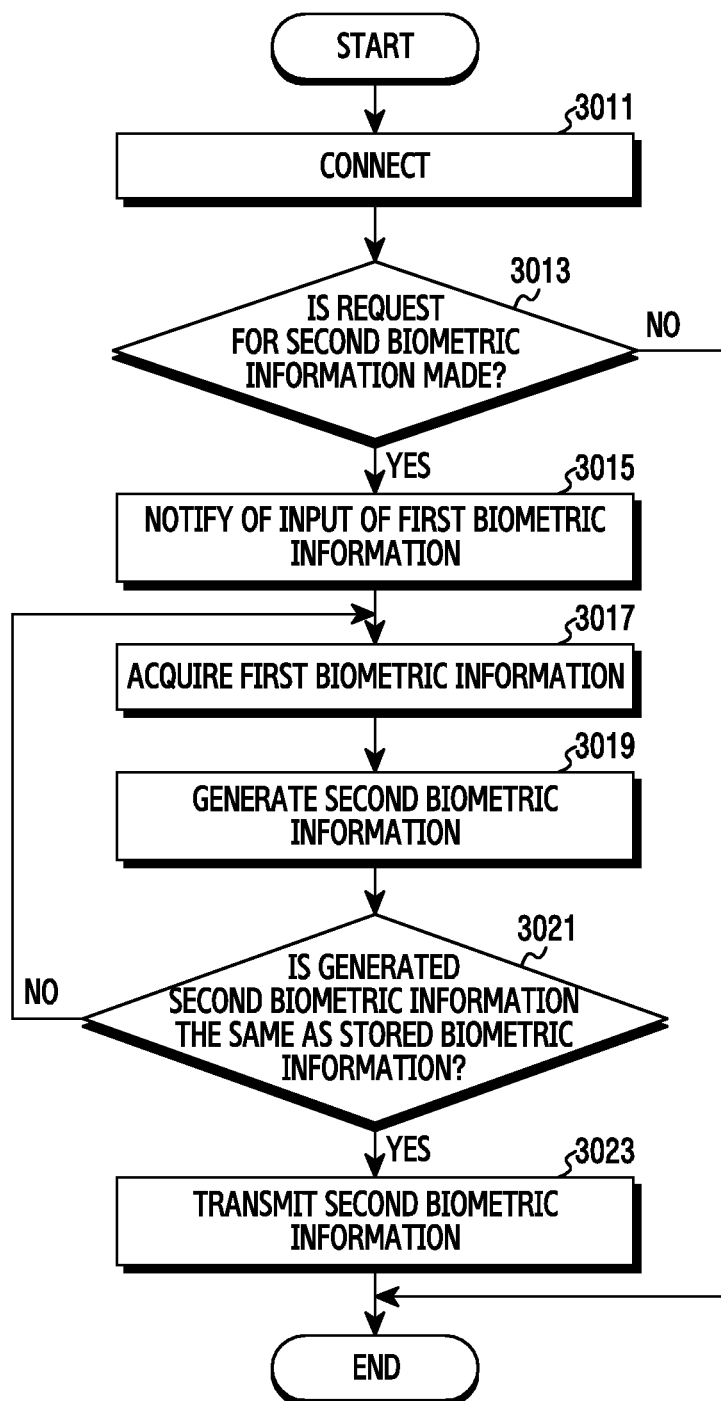 START
3011
CONNECT
3013
IS REQUEST
FOR SECOND BIOMETRIC
INFORMATION MADE?
NO
YES
3015
NOTIFY OF INPUT OF FIRST BIOMETRIC
INFORMATION
3017
ACQUIRE FIRST BIOMETRIC INFORMATION
3019
GENERATE SECOND BIOMETRIC
INFORMATION
3021
IS GENERATED
SECOND BIOMETRIC INFORMATION
THE SAME AS STORED BIOMETRIC
INFORMATION?
NO
YES
3023
TRANSMIT SECOND BIOMETRIC
INFORMATION
END